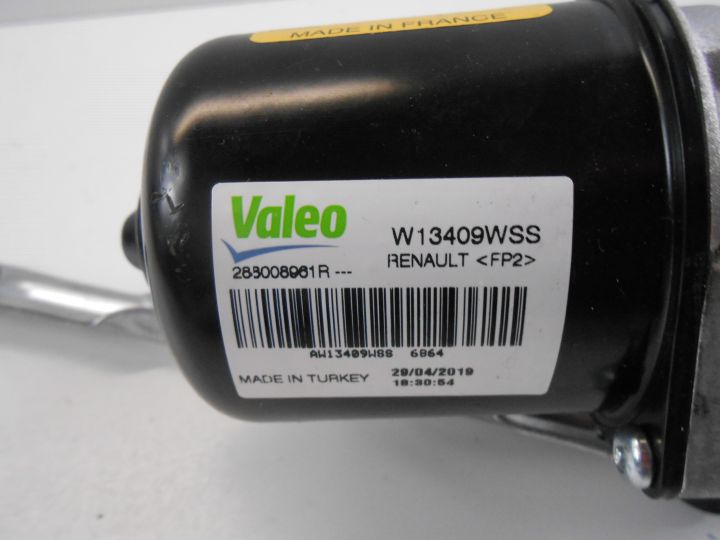 MADE IN FRANCE
Valeo
W13409WSS
RENAULT <FP2>
288008961R ---
AW13409WSS 6864
MADE IN TURKEY
29/04/2019
18:30:54